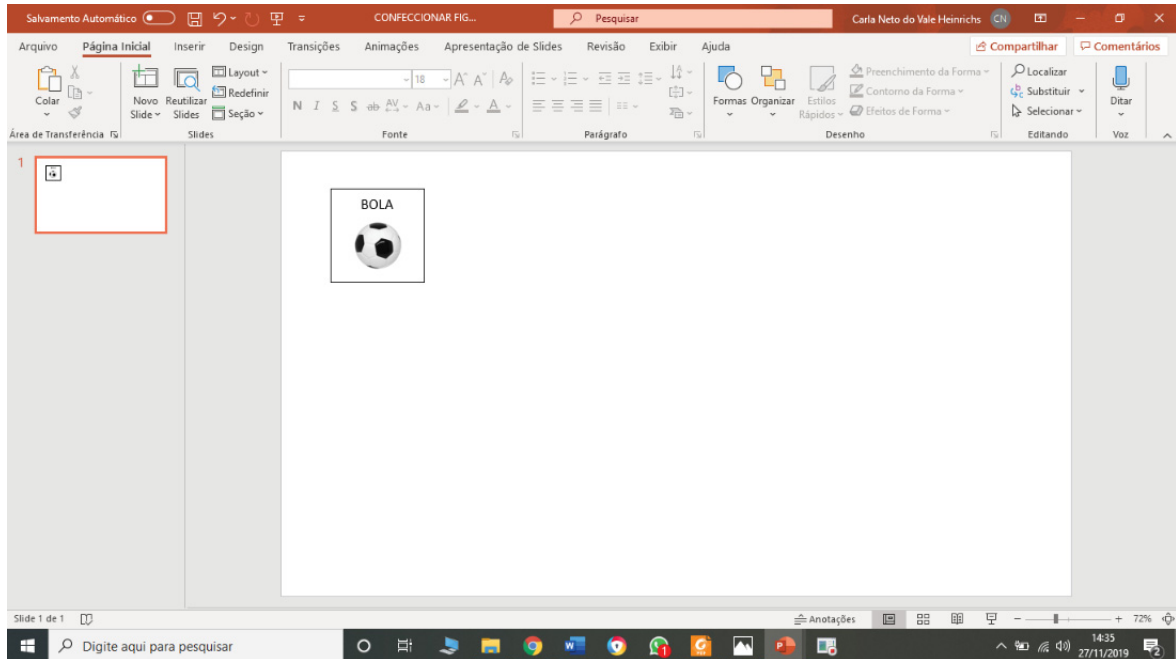 Salvamento Automático CONFECCIONAR FIG... Pesquisar Carla Neto do Vale Heinrichs CN
Arquivo Página Inicial Inserir Design Transições Animações Apresentação de Slides Revisão Exibir Ajuda Compartilhar Comentários
Colar
Novo Slide
Reutilizar Slides
Layout
Redefinir
Seção
18
N I S S ab AV Aa A
Formas Organizar Estilos Rápidos
Preenchimento da Forma
Contorno da Forma
Efeitos de Forma
Localizar
Substituir
Selecionar
Ditar
Área de Transferência Slides Fonte Parágrafo Desenho Editando Voz
1
BOLA
Slide 1 de 1 Anotações 72%
Digite aqui para pesquisar 14:35
27/11/2019